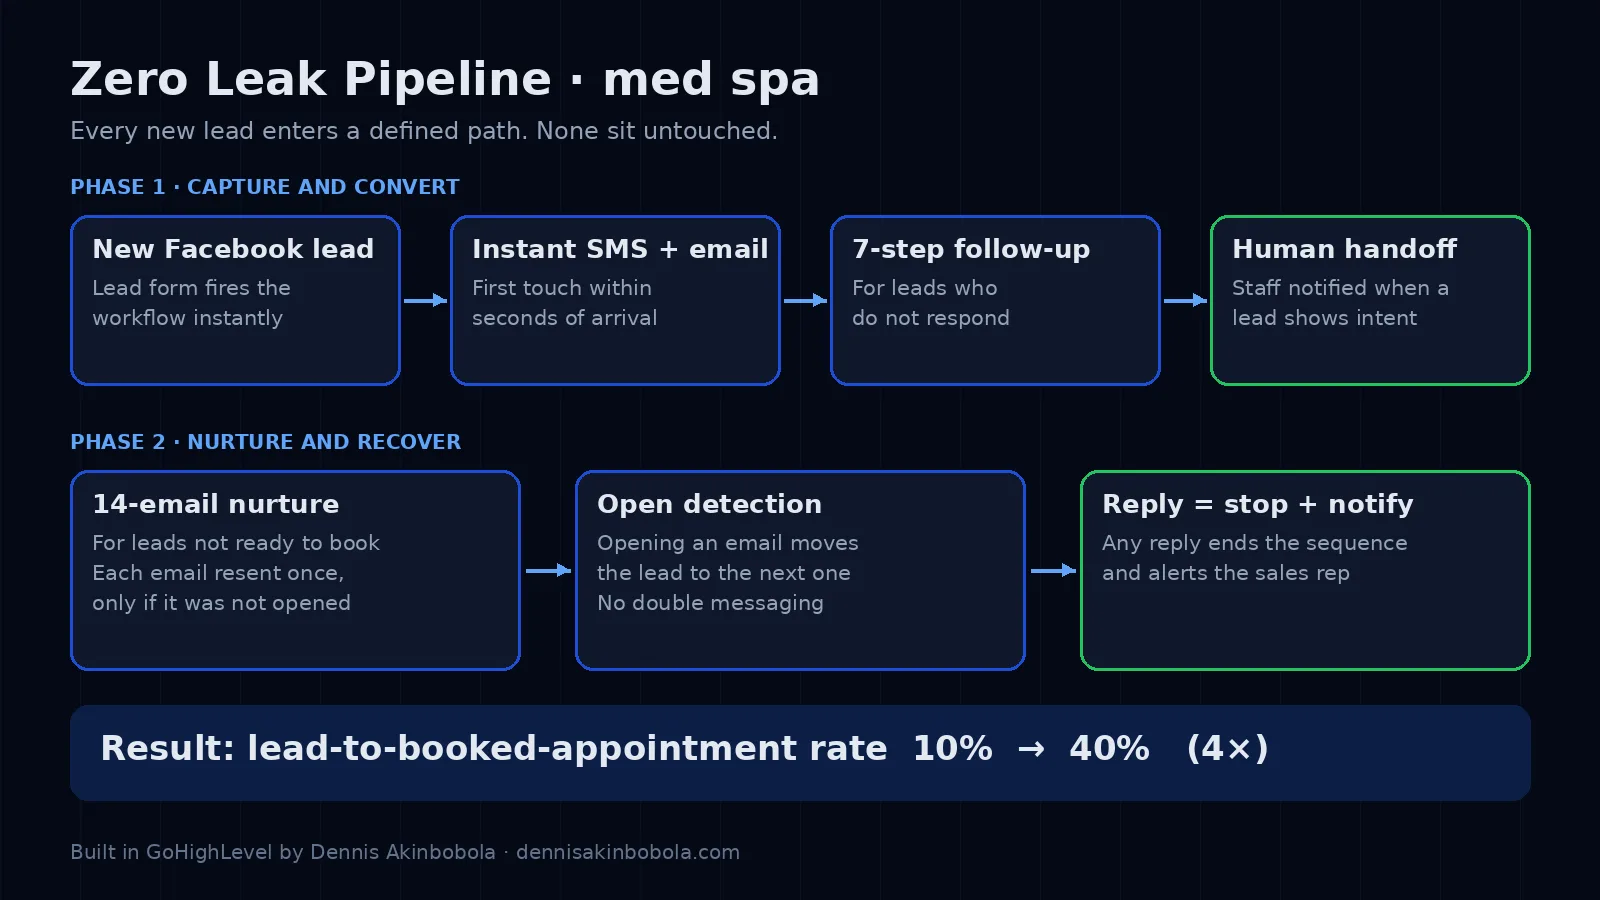 Zero Leak Pipeline · med spa
Every new lead enters a defined path. None sit untouched.
PHASE 1 · CAPTURE AND CONVERT
New Facebook lead
Lead form fires the
workflow instantly
Instant SMS + email
First touch within
seconds of arrival
7-step follow-up
For leads who
do not respond
Human handoff
Staff notified when a
lead shows intent
PHASE 2 · NURTURE AND RECOVER
14-email nurture
For leads not ready to book
Each email resent once,
only if it was not opened
Open detection
Opening an email moves
the lead to the next one
No double messaging
Reply = stop + notify
Any reply ends the sequence
and alerts the sales rep
Result: lead-to-booked-appointment rate 10% → 40% (4×)
Built in GoHighLevel by Dennis Akinbobola · dennisakinbobola.com